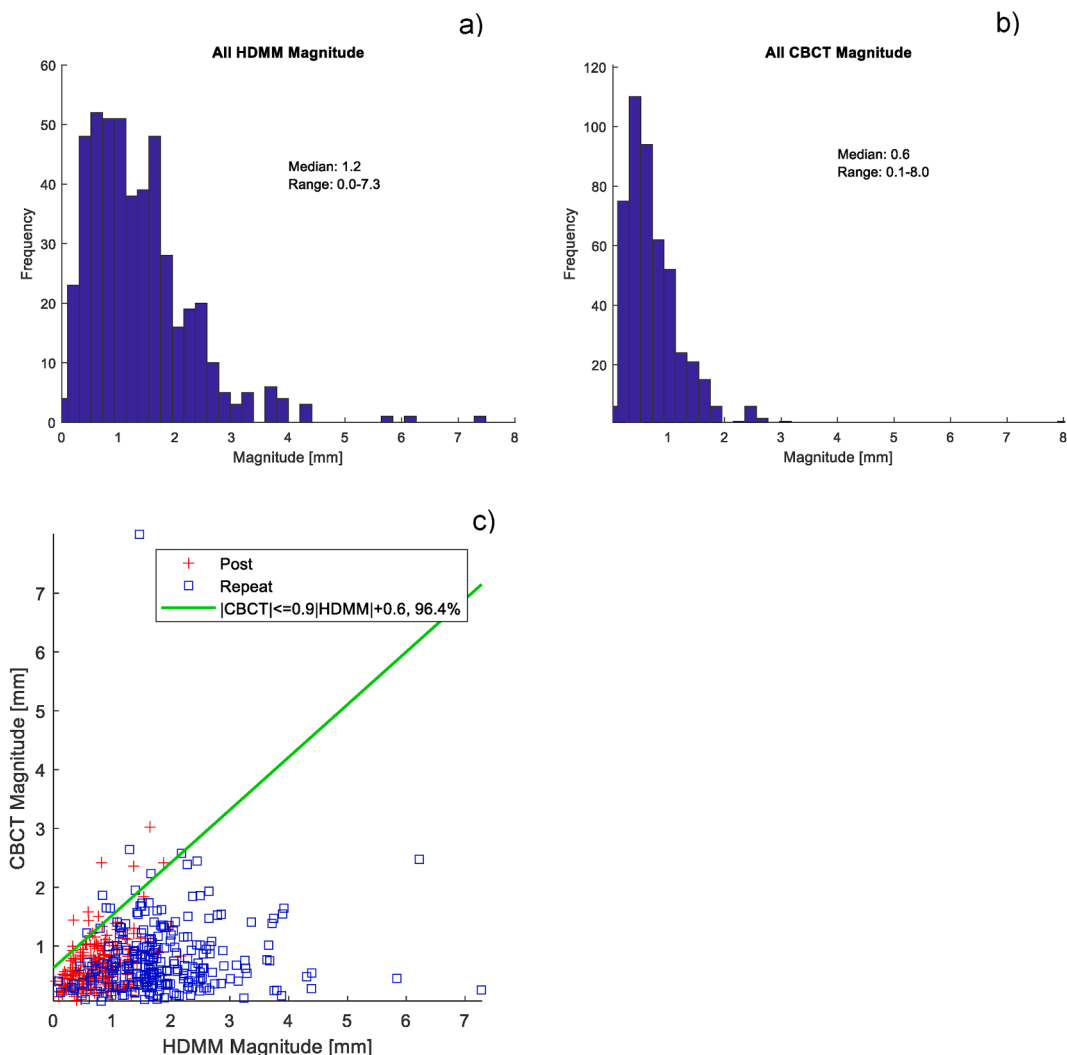 a)
All HDMM Magnitude
60
50
40
30
20
10
0
Frequency
Median: 1.2
Range: 0.0-7.3
0 1 2 3 4 5 6 7 8
Magnitude [mm]
b)
All CBCT Magnitude
120
100
80
60
40
20
Frequency
Median: 0.6
Range: 0.1-8.0
1 2 3 4 5 6 7 8
Magnitude [mm]
c)
Post
Repeat
|CBCT|<=0.9|HDMM|+0.6, 96.4%
7
6
5
4
3
2
1
CBCT Magnitude [mm]
0 1 2 3 4 5 6 7
HDMM Magnitude [mm]